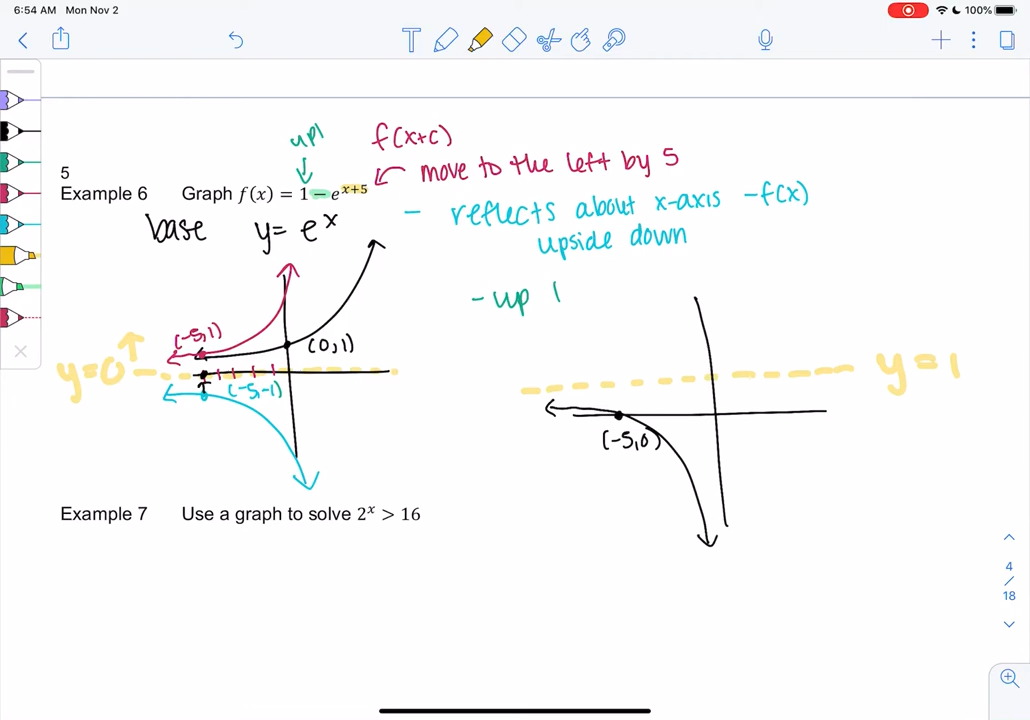 6:54 AM Mon Nov 2
100%
T
up 1
f(x+c)
move to the left by 5
5
Example 6 Graph f(x) = 1 − e^{x+5}
- reflects about x-axis -f(x)
upside down
base y = e^x
- up 1
(-5,1)
(0,1)
y=0
(-5,-1)
y=1
(-5,0)
Example 7 Use a graph to solve 2^x > 16
4
/
18